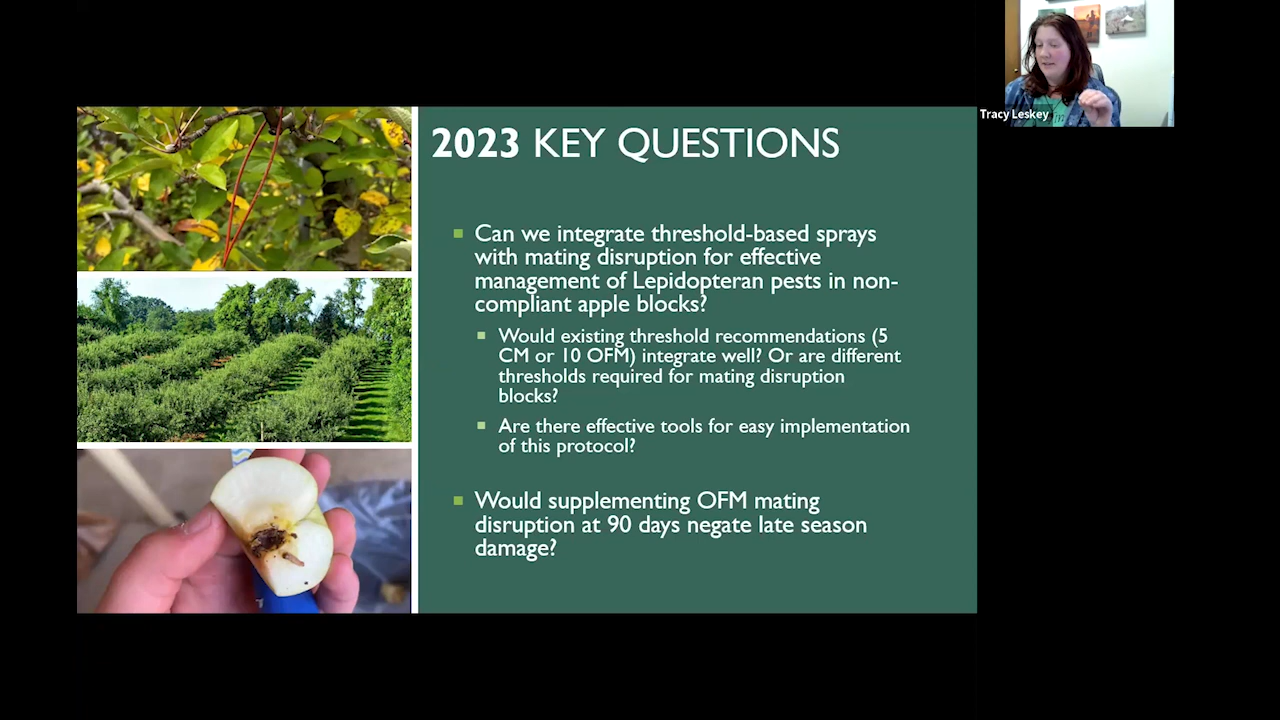 Tracy Leskey
2023 KEY QUESTIONS
Can we integrate threshold-based sprays
with mating disruption for effective
management of Lepidopteran pests in non-
compliant apple blocks?
Would existing threshold recommendations (5
CM or 10 OFM) integrate well? Or are different
thresholds required for mating disruption
blocks?
Are there effective tools for easy implementation
of this protocol?
Would supplementing OFM mating
disruption at 90 days negate late season
damage?